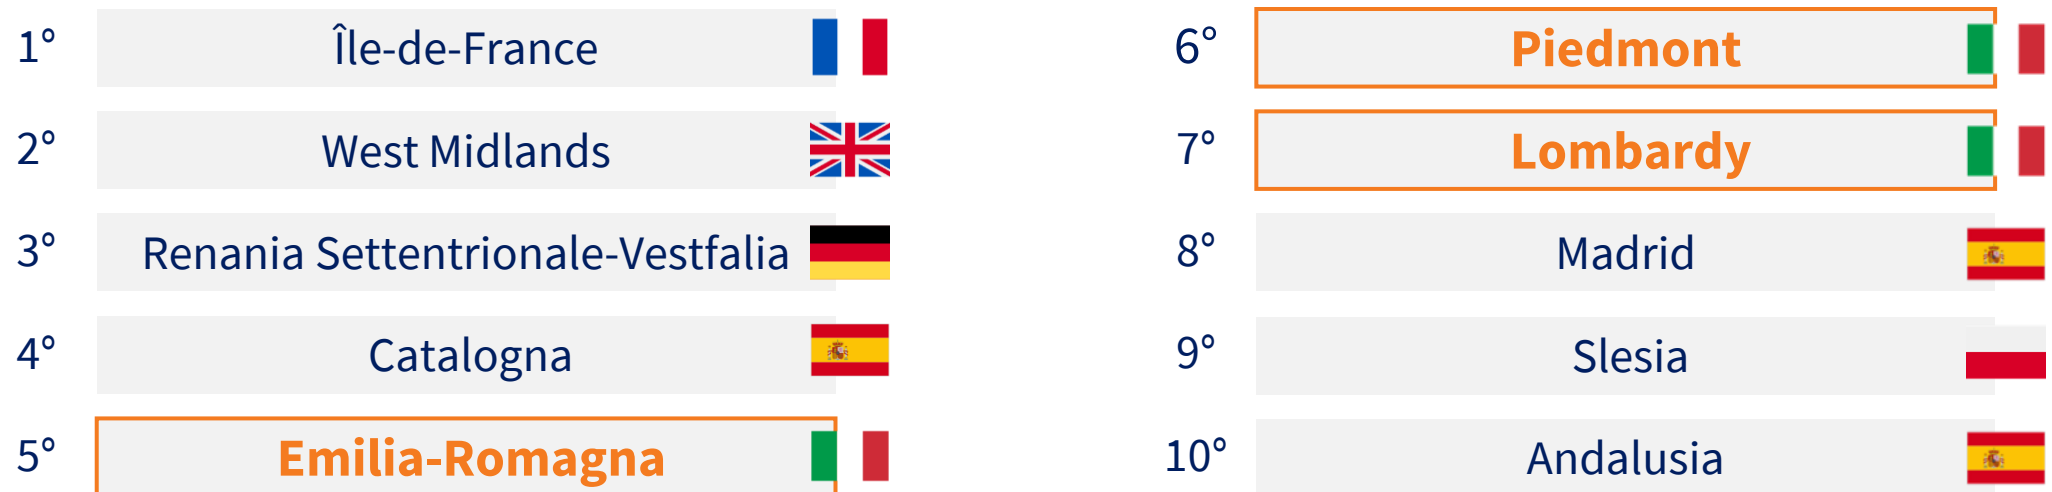 1°
Île-de-France
2°
West Midlands
3°
Renania Settentrionale-Vestfalia
4°
Catalogna
5°
Emilia-Romagna
6°
Piedmont
7°
Lombardy
8°
Madrid
9°
Slesia
10°
Andalusia